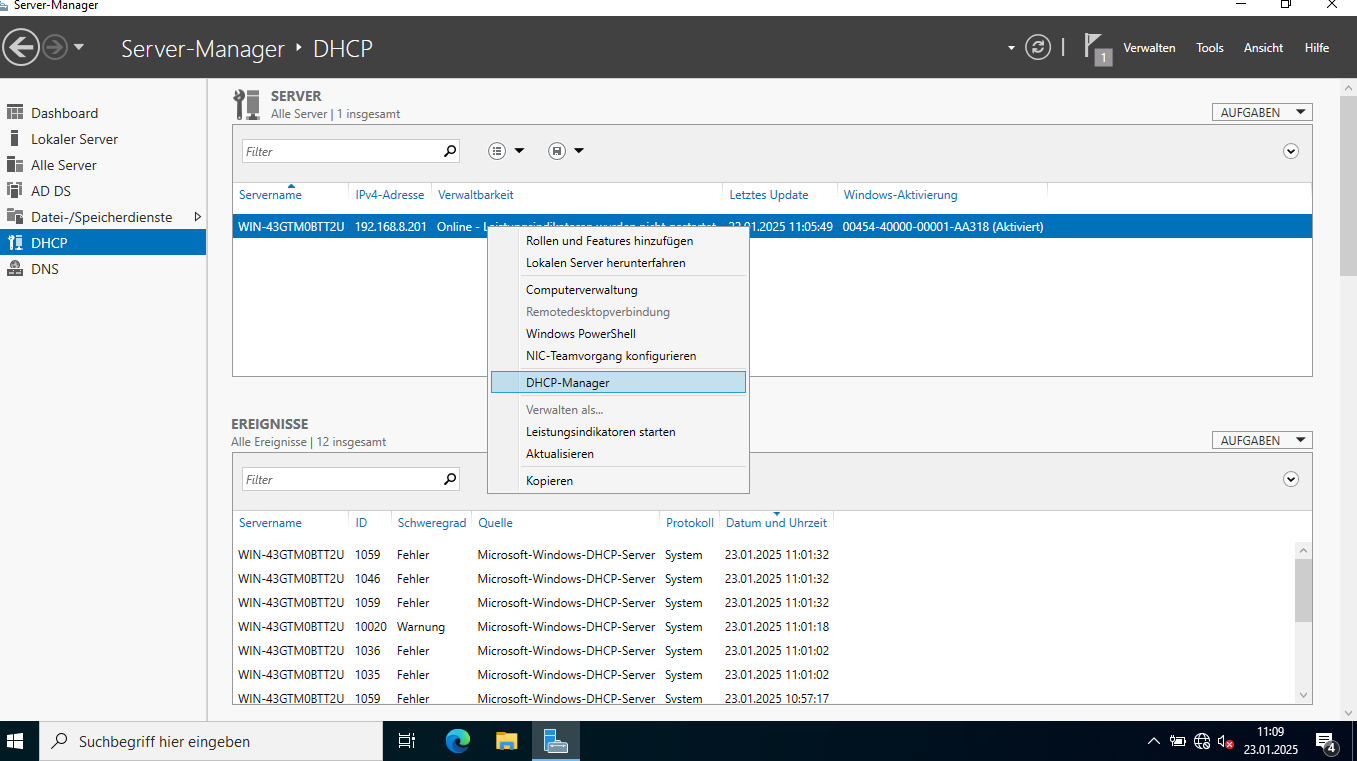 Server-Manager
Server-Manager ‣ DHCP
1
Verwalten Tools Ansicht Hilfe
Dashboard
Lokaler Server
Alle Server
AD DS
Datei-/Speicherdienste
DHCP
DNS
SERVER
Alle Server | 1 insgesamt
AUFGABEN
Filter
Servername IPv4-Adresse Verwaltbarkeit Letztes Update Windows-Aktivierung
WIN-43GTM0BTT2U 192.168.8.201 Online - Leistungsindikatoren wurden nicht gestartet 23.01.2025 11:05:49 00454-40000-00001-AA318 (Aktiviert)
Rollen und Features hinzufügen
Lokalen Server herunterfahren
Computerverwaltung
Remotedesktopverbindung
Windows PowerShell
NIC-Teamvorgang konfigurieren
DHCP-Manager
Verwalten als...
Leistungsindikatoren starten
Aktualisieren
Kopieren
EREIGNISSE
Alle Ereignisse | 12 insgesamt
AUFGABEN
Filter
Servername ID Schweregrad Quelle Protokoll Datum und Uhrzeit
WIN-43GTM0BTT2U 1059 Fehler Microsoft-Windows-DHCP-Server System 23.01.2025 11:01:32
WIN-43GTM0BTT2U 1046 Fehler Microsoft-Windows-DHCP-Server System 23.01.2025 11:01:32
WIN-43GTM0BTT2U 1059 Fehler Microsoft-Windows-DHCP-Server System 23.01.2025 11:01:32
WIN-43GTM0BTT2U 10020 Warnung Microsoft-Windows-DHCP-Server System 23.01.2025 11:01:18
WIN-43GTM0BTT2U 1036 Fehler Microsoft-Windows-DHCP-Server System 23.01.2025 11:01:02
WIN-43GTM0BTT2U 1035 Fehler Microsoft-Windows-DHCP-Server System 23.01.2025 11:01:02
WIN-43GTM0BTT2U 1059 Fehler Microsoft-Windows-DHCP-Server System 23.01.2025 10:57:17
Suchbegriff hier eingeben
11:09
23.01.2025
4